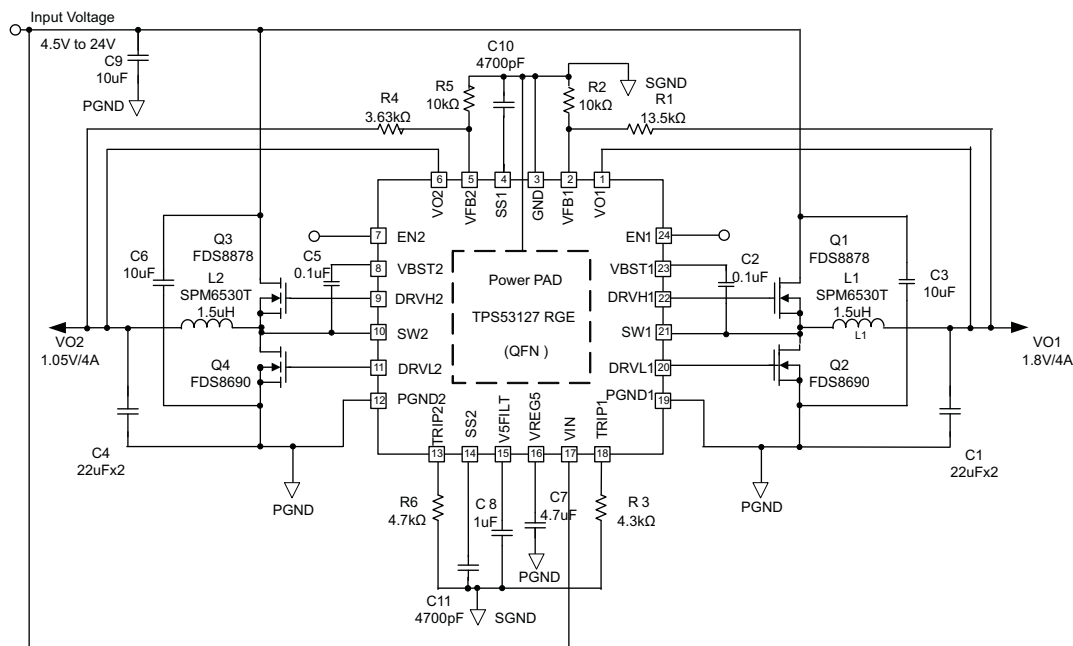 Input Voltage
4.5V to 24V
C9
10uF
PGND
C10
4700pF
SGND
R5
10kΩ
R2
10kΩ
R4
3.63kΩ
R1
13.5kΩ
6
5
4
3
2
1
VO2
VFB2
SS1
GND
VFB1
VO1
7
EN2
EN1
24
8
VBST2
VBST1
23
9
DRVH2
DRVH1
22
10
SW2
SW1
21
11
DRVL2
DRVL1
20
12
PGND2
PGND1
19
Power PAD
TPS53127 RGE
(QFN )
Q3
FDS8878
C6
10uF
L2
SPM6530T
1.5uH
C5
0.1uF
Q4
FDS8690
VO2
1.05V/4A
C4
22uFx2
PGND
Q1
FDS8878
C2
0.1uF
L1
SPM6530T
1.5uH
L1
C3
10uF
Q2
FDS8690
VO1
1.8V/4A
C1
22uFx2
PGND
TRIP2
SS2
V5FILT
VREG5
VIN
TRIP1
13
14
15
16
17
18
R6
4.7kΩ
C 8
1uF
C7
4.7uF
R 3
4.3kΩ
PGND
C11
4700pF
SGND